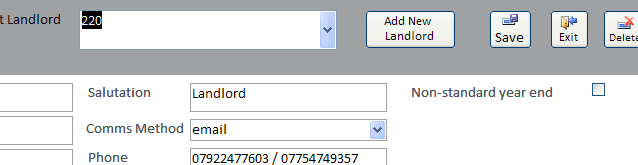 t Landlord 220 Add New Landlord Save Exit Delete
Salutation Landlord Non-standard year end
Comms Method email
Phone 07922477603 / 07754749357